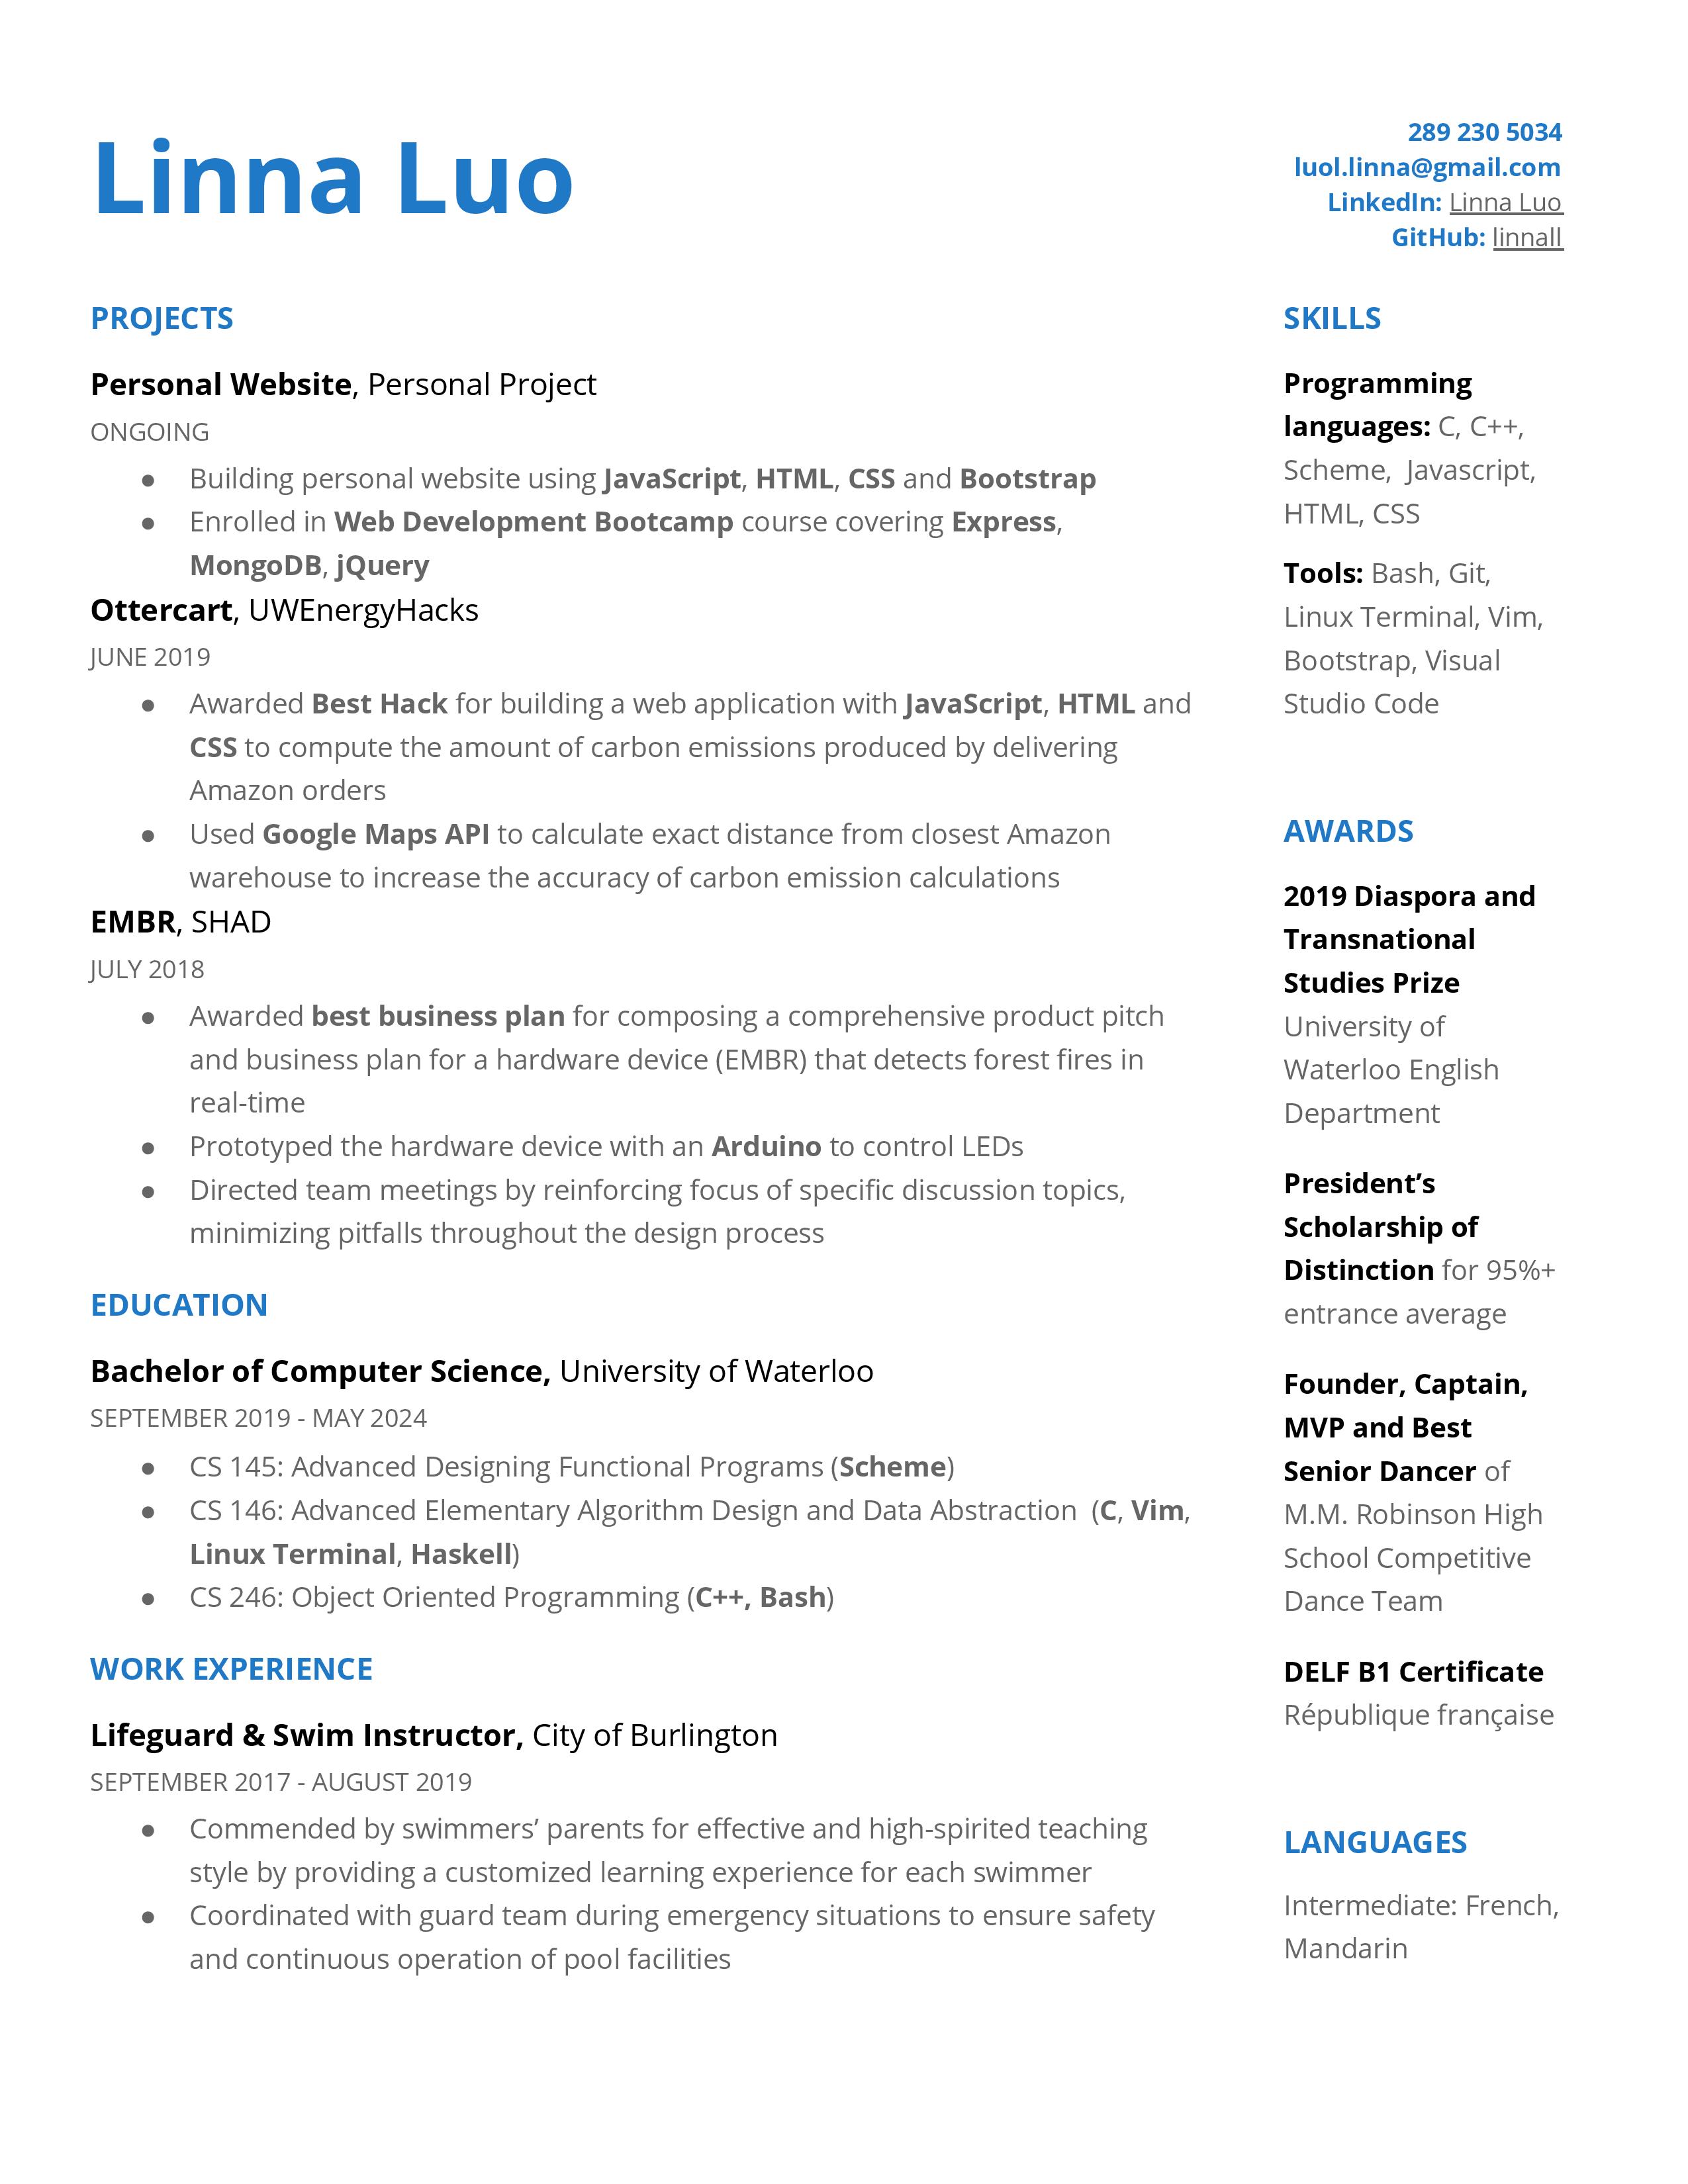 Linna Luo
289 230 5034
luol.linna@gmail.com
LinkedIn: Linna Luo
GitHub: linnall
PROJECTS
Personal Website, Personal Project
ONGOING
● Building personal website using JavaScript, HTML, CSS and Bootstrap
● Enrolled in Web Development Bootcamp course covering Express,
MongoDB, jQuery
Ottercart, UWEnergyHacks
JUNE 2019
● Awarded Best Hack for building a web application with JavaScript, HTML and
CSS to compute the amount of carbon emissions produced by delivering
Amazon orders
● Used Google Maps API to calculate exact distance from closest Amazon
warehouse to increase the accuracy of carbon emission calculations
EMBR, SHAD
JULY 2018
● Awarded best business plan for composing a comprehensive product pitch
and business plan for a hardware device (EMBR) that detects forest fires in
real-time
● Prototyped the hardware device with an Arduino to control LEDs
● Directed team meetings by reinforcing focus of specific discussion topics,
minimizing pitfalls throughout the design process
EDUCATION
Bachelor of Computer Science, University of Waterloo
SEPTEMBER 2019 - MAY 2024
● CS 145: Advanced Designing Functional Programs (Scheme)
● CS 146: Advanced Elementary Algorithm Design and Data Abstraction  (C, Vim,
Linux Terminal, Haskell)
● CS 246: Object Oriented Programming (C++, Bash)
WORK EXPERIENCE
Lifeguard & Swim Instructor, City of Burlington
SEPTEMBER 2017 - AUGUST 2019
● Commended by swimmers’ parents for effective and high-spirited teaching
style by providing a customized learning experience for each swimmer
● Coordinated with guard team during emergency situations to ensure safety
and continuous operation of pool facilities
SKILLS
Programming
languages: C, C++,
Scheme,  Javascript,
HTML, CSS
Tools: Bash, Git,
Linux Terminal, Vim,
Bootstrap, Visual
Studio Code
AWARDS
2019 Diaspora and
Transnational
Studies Prize
University of
Waterloo English
Department
President’s
Scholarship of
Distinction for 95%+
entrance average
Founder, Captain,
MVP and Best
Senior Dancer of
M.M. Robinson High
School Competitive
Dance Team
DELF B1 Certificate
République française
LANGUAGES
Intermediate: French,
Mandarin